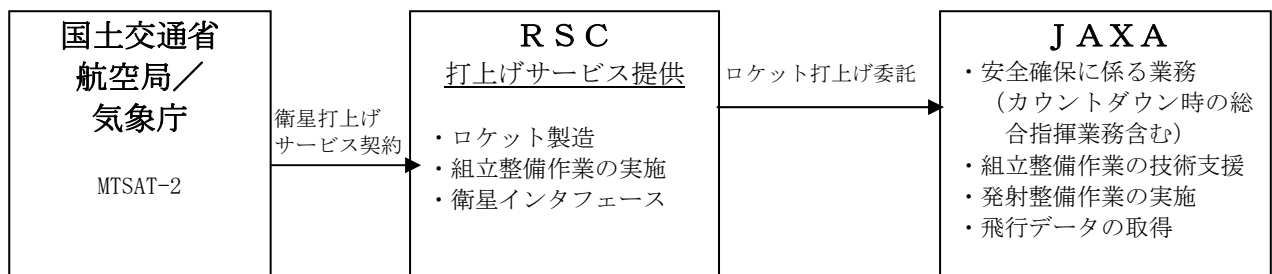 国土交通省
航空局／
気象庁
MTSAT-2
衛星打上げ
サービス契約
ＲＳＣ
打上げサービス提供
・ロケット製造
・組立整備作業の実施
・衛星インタフェース
ロケット打上げ委託
ＪＡＸＡ
・安全確保に係る業務
（カウントダウン時の総
合指揮業務含む）
・組立整備作業の技術支援
・発射整備作業の実施
・飛行データの取得